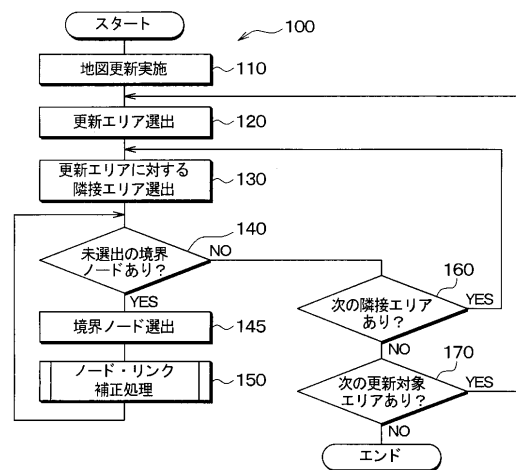 スタート
100
地図更新実施
110
更新エリア選出
120
更新エリアに対する
隣接エリア選出
130
140
未選出の境界
ノードあり？
NO
YES
境界ノード選出
145
ノード・リンク
補正処理
150
160
次の隣接エリア
あり？
YES
NO
170
次の更新対象
エリアあり？
YES
NO
エンド